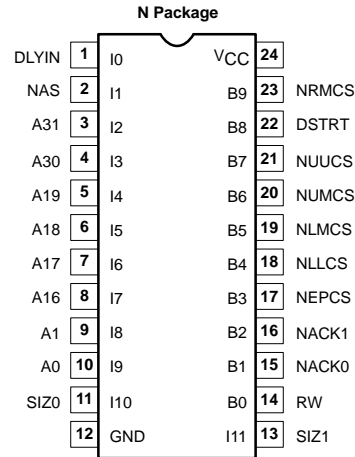 N Package
DLYIN 1 I0 VCC 24
NAS 2 I1 B9 23 NRMCS
A31 3 I2 B8 22 DSTRT
A30 4 I3 B7 21 NUUCS
A19 5 I4 B6 20 NUMCS
A18 6 I5 B5 19 NLMCS
A17 7 I6 B4 18 NLLCS
A16 8 I7 B3 17 NEPCS
A1 9 I8 B2 16 NACK1
A0 10 I9 B1 15 NACK0
SIZ0 11 I10 B0 14 RW
12 GND I11 13 SIZ1